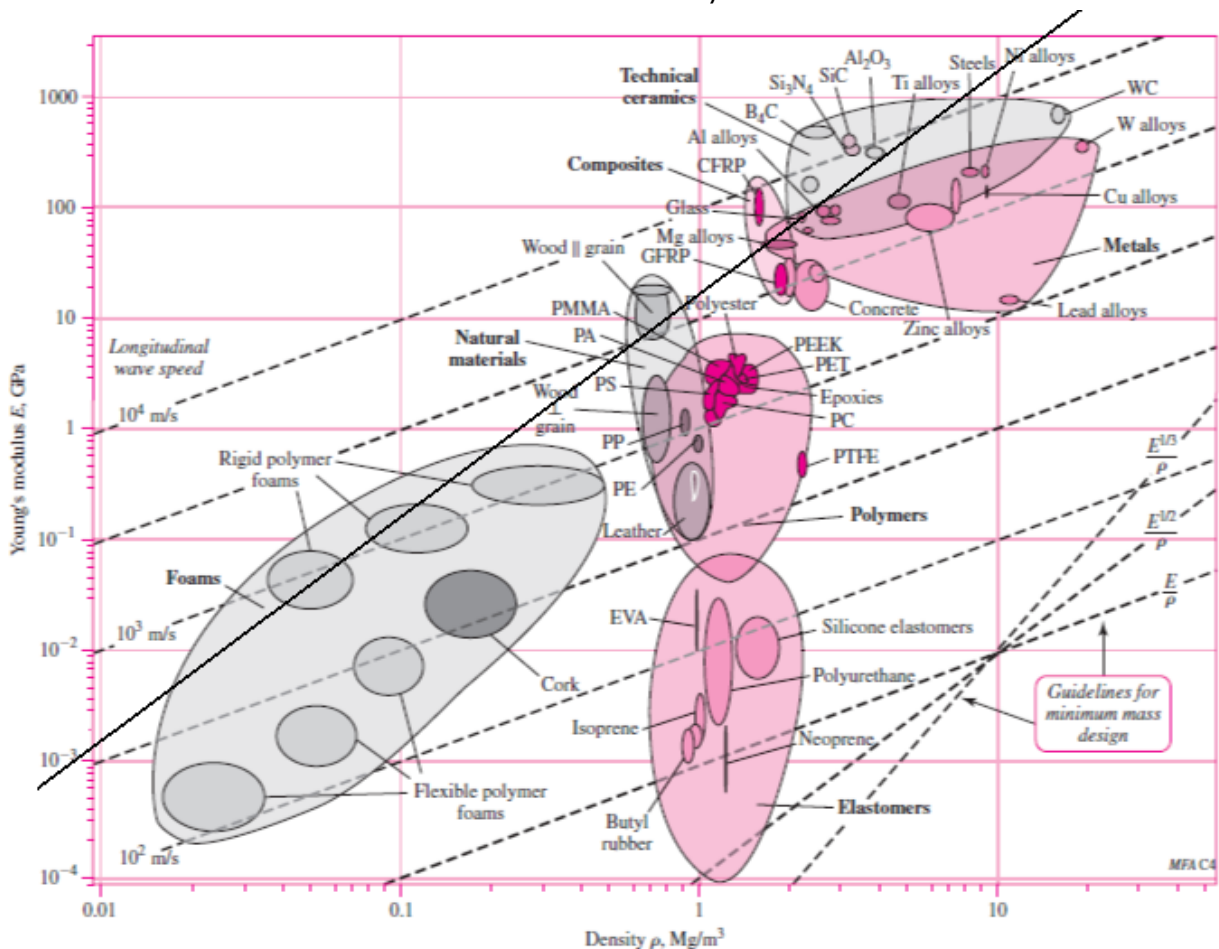 1000
100
10
1
10⁻¹
10⁻²
10⁻³
10⁻⁴
Young's modulus E, GPa
0.01
0.1
1
10
Density ρ, Mg/m³
Longitudinal
wave speed
10⁴ m/s
10³ m/s
10² m/s
Technical
ceramics
B₄C
Si₃N₄
SiC
Al₂O₃
Ti alloys
Steels
Ni alloys
WC
W alloys
Al alloys
Composites
CFRP
Glass
Mg alloys
GFRP
Cu alloys
Metals
Lead alloys
Zinc alloys
Concrete
Wood || grain
Natural
materials
PMMA
PA
PS
Wood
⊥
grain
PP
PE
Leather
Polyester
PEEK
PET
Epoxies
PC
PTFE
Polymers
Rigid polymer
foams
Foams
Cork
Flexible polymer
foams
EVA
Silicone elastomers
Polyurethane
Isoprene
Neoprene
Butyl
rubber
Elastomers
E^1/3
ρ
E^1/2
ρ
E
ρ
Guidelines for
minimum mass
design
MFA C4